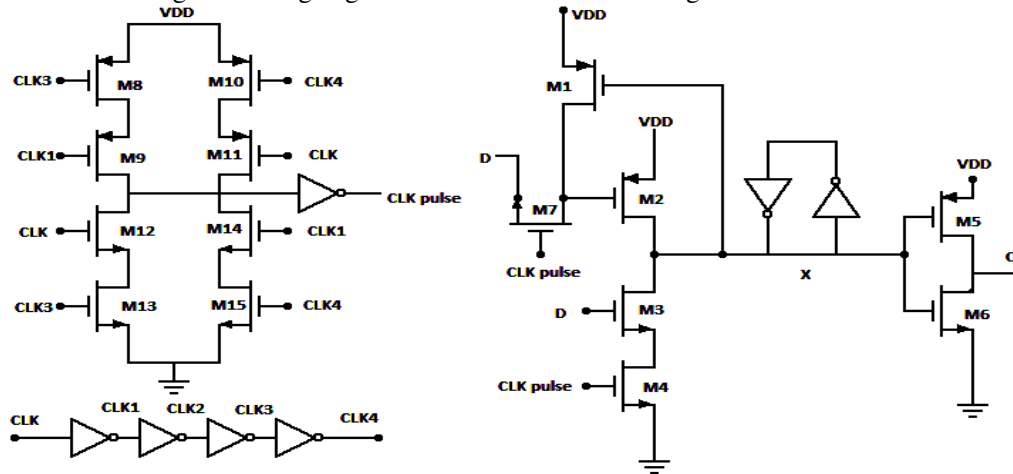 VDD
CLK3
M8
M10
CLK4
CLK1
M9
M11
CLK
CLK pulse
CLK
M12
M14
CLK1
CLK3
M13
M15
CLK4
CLK
CLK1
CLK2
CLK3
CLK4
VDD
M1
VDD
D
M7
M2
CLK pulse
VDD
M5
X
D
M3
M6
CLK pulse
M4